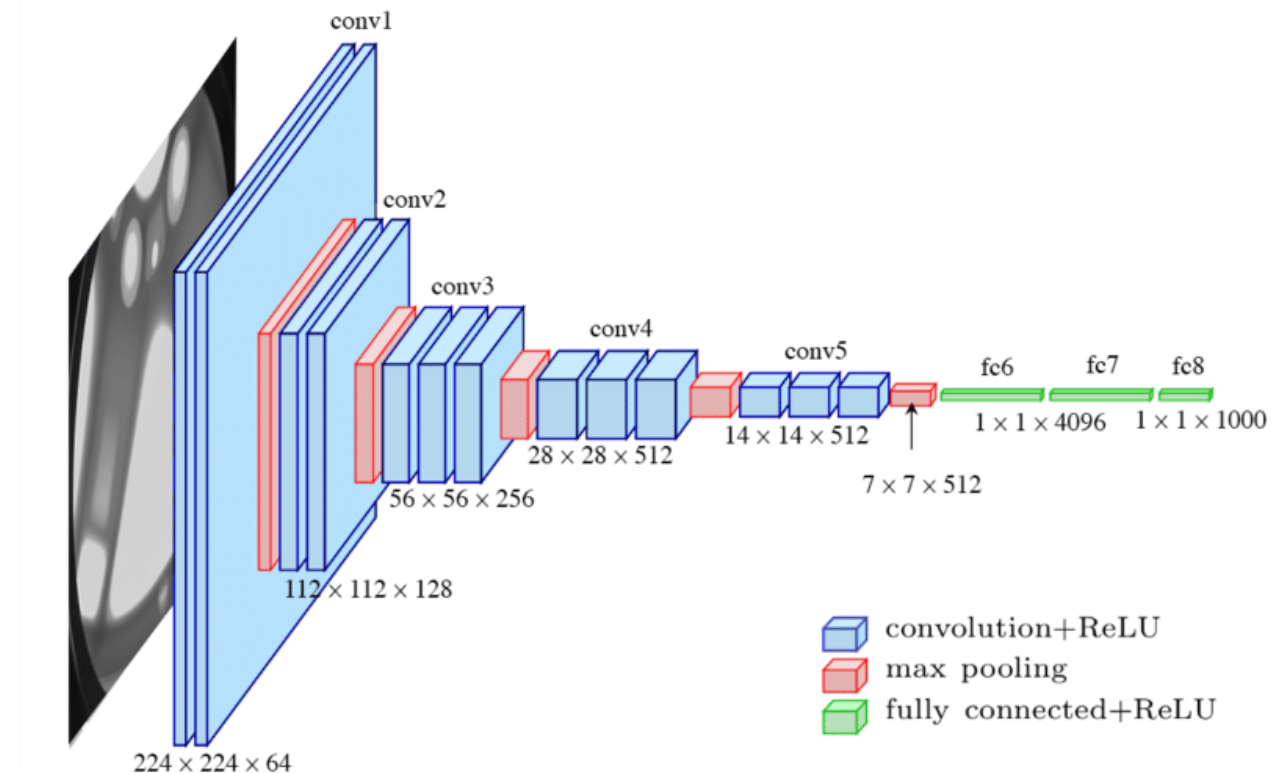 conv1
conv2
conv3
conv4
conv5
fc6
fc7
fc8
1 × 1 × 4096
1 × 1 × 1000
14 × 14 × 512
28 × 28 × 512
7 × 7 × 512
56 × 56 × 256
112 × 112 × 128
224 × 224 × 64
convolution+ReLU
max pooling
fully connected+ReLU